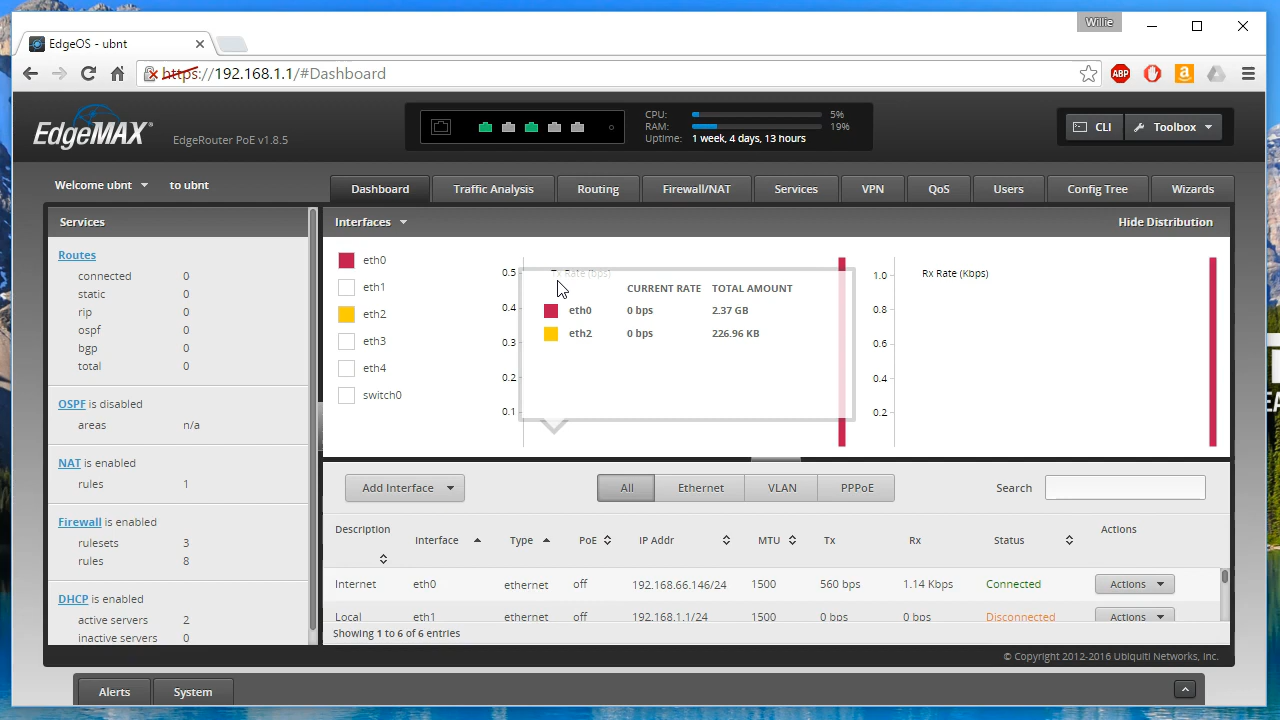 Willie
EdgeOS - ubnt
https://192.168.1.1/#Dashboard
ABP
EdgeMAX
EdgeRouter PoE v1.8.5
CPU: 5%
RAM: 19%
Uptime: 1 week, 4 days, 13 hours
CLI
Toolbox
Welcome ubnt to ubnt
Dashboard Traffic Analysis Routing Firewall/NAT Services VPN QoS Users Config Tree Wizards
Services
Routes
connected 0
static 0
rip 0
ospf 0
bgp 0
total 0
OSPF is disabled
areas n/a
NAT is enabled
rules 1
Firewall is enabled
rulesets 3
rules 8
DHCP is enabled
active servers 2
inactive servers 0
Interfaces
Hide Distribution
eth0
eth1
eth2
eth3
eth4
switch0
Tx Rate (bps)
0.5
0.4
0.3
0.2
0.1
CURRENT RATE TOTAL AMOUNT
eth0 0 bps 2.37 GB
eth2 0 bps 226.96 KB
Rx Rate (Kbps)
1.0
0.8
0.6
0.4
0.2
Add Interface
All Ethernet VLAN PPPoE
Search
Description Interface Type PoE IP Addr MTU Tx Rx Status Actions
Internet eth0 ethernet off 192.168.66.146/24 1500 560 bps 1.14 Kbps Connected Actions
Local eth1 ethernet off 192.168.1.1/24 1500 0 bps 0 bps Disconnected Actions
Showing 1 to 6 of 6 entries
© Copyright 2012-2016 Ubiquiti Networks, Inc.
Alerts System